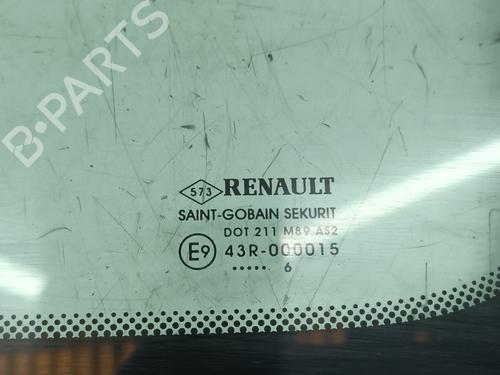 B-PARTS
573 RENAULT
SAINT-GOBAIN SEKURIT
DOT 211 M89 AS2
E9 43R-000015
..... 6